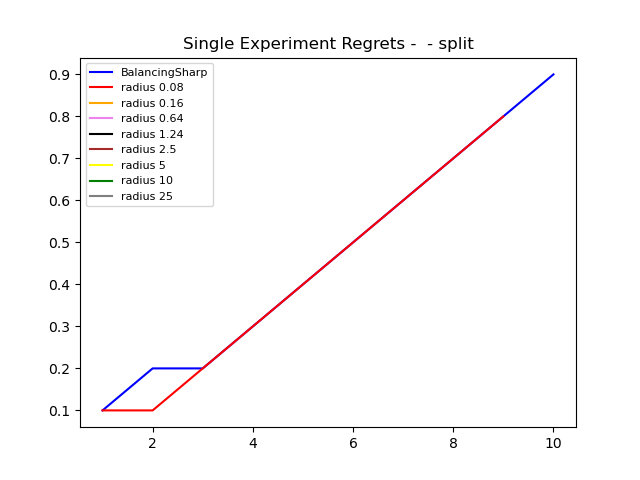 Single Experiment Regrets -  - split
BalancingSharp
radius 0.08
radius 0.16
radius 0.64
radius 1.24
radius 2.5
radius 5
radius 10
radius 25
0.9
0.8
0.7
0.6
0.5
0.4
0.3
0.2
0.1
2 4 6 8 10